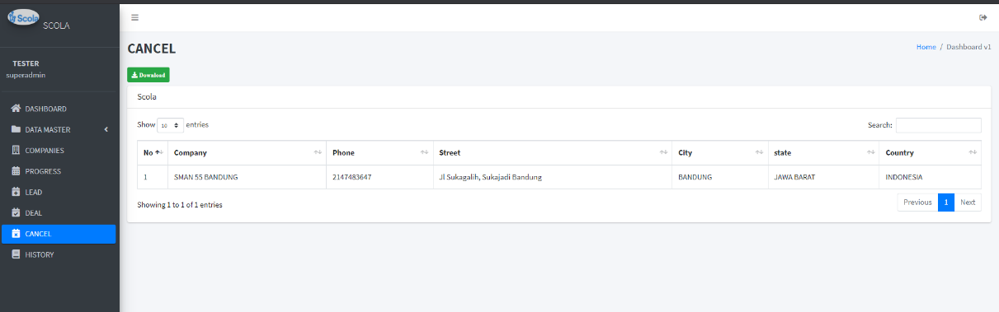 Scola
SCOLA
TESTER
superadmin
DASHBOARD
DATA MASTER
COMPANIES
PROGRESS
LEAD
DEAL
CANCEL
HISTORY
CANCEL
Home / Dashboard v1
Download
Scola
Show 10 entries
Search:
No Company Phone Street City state Country
1 SMAN 55 BANDUNG 2147483647 Jl Sukagalih, Sukajadi Bandung BANDUNG JAWA BARAT INDONESIA
Showing 1 to 1 of 1 entries
Previous 1 Next